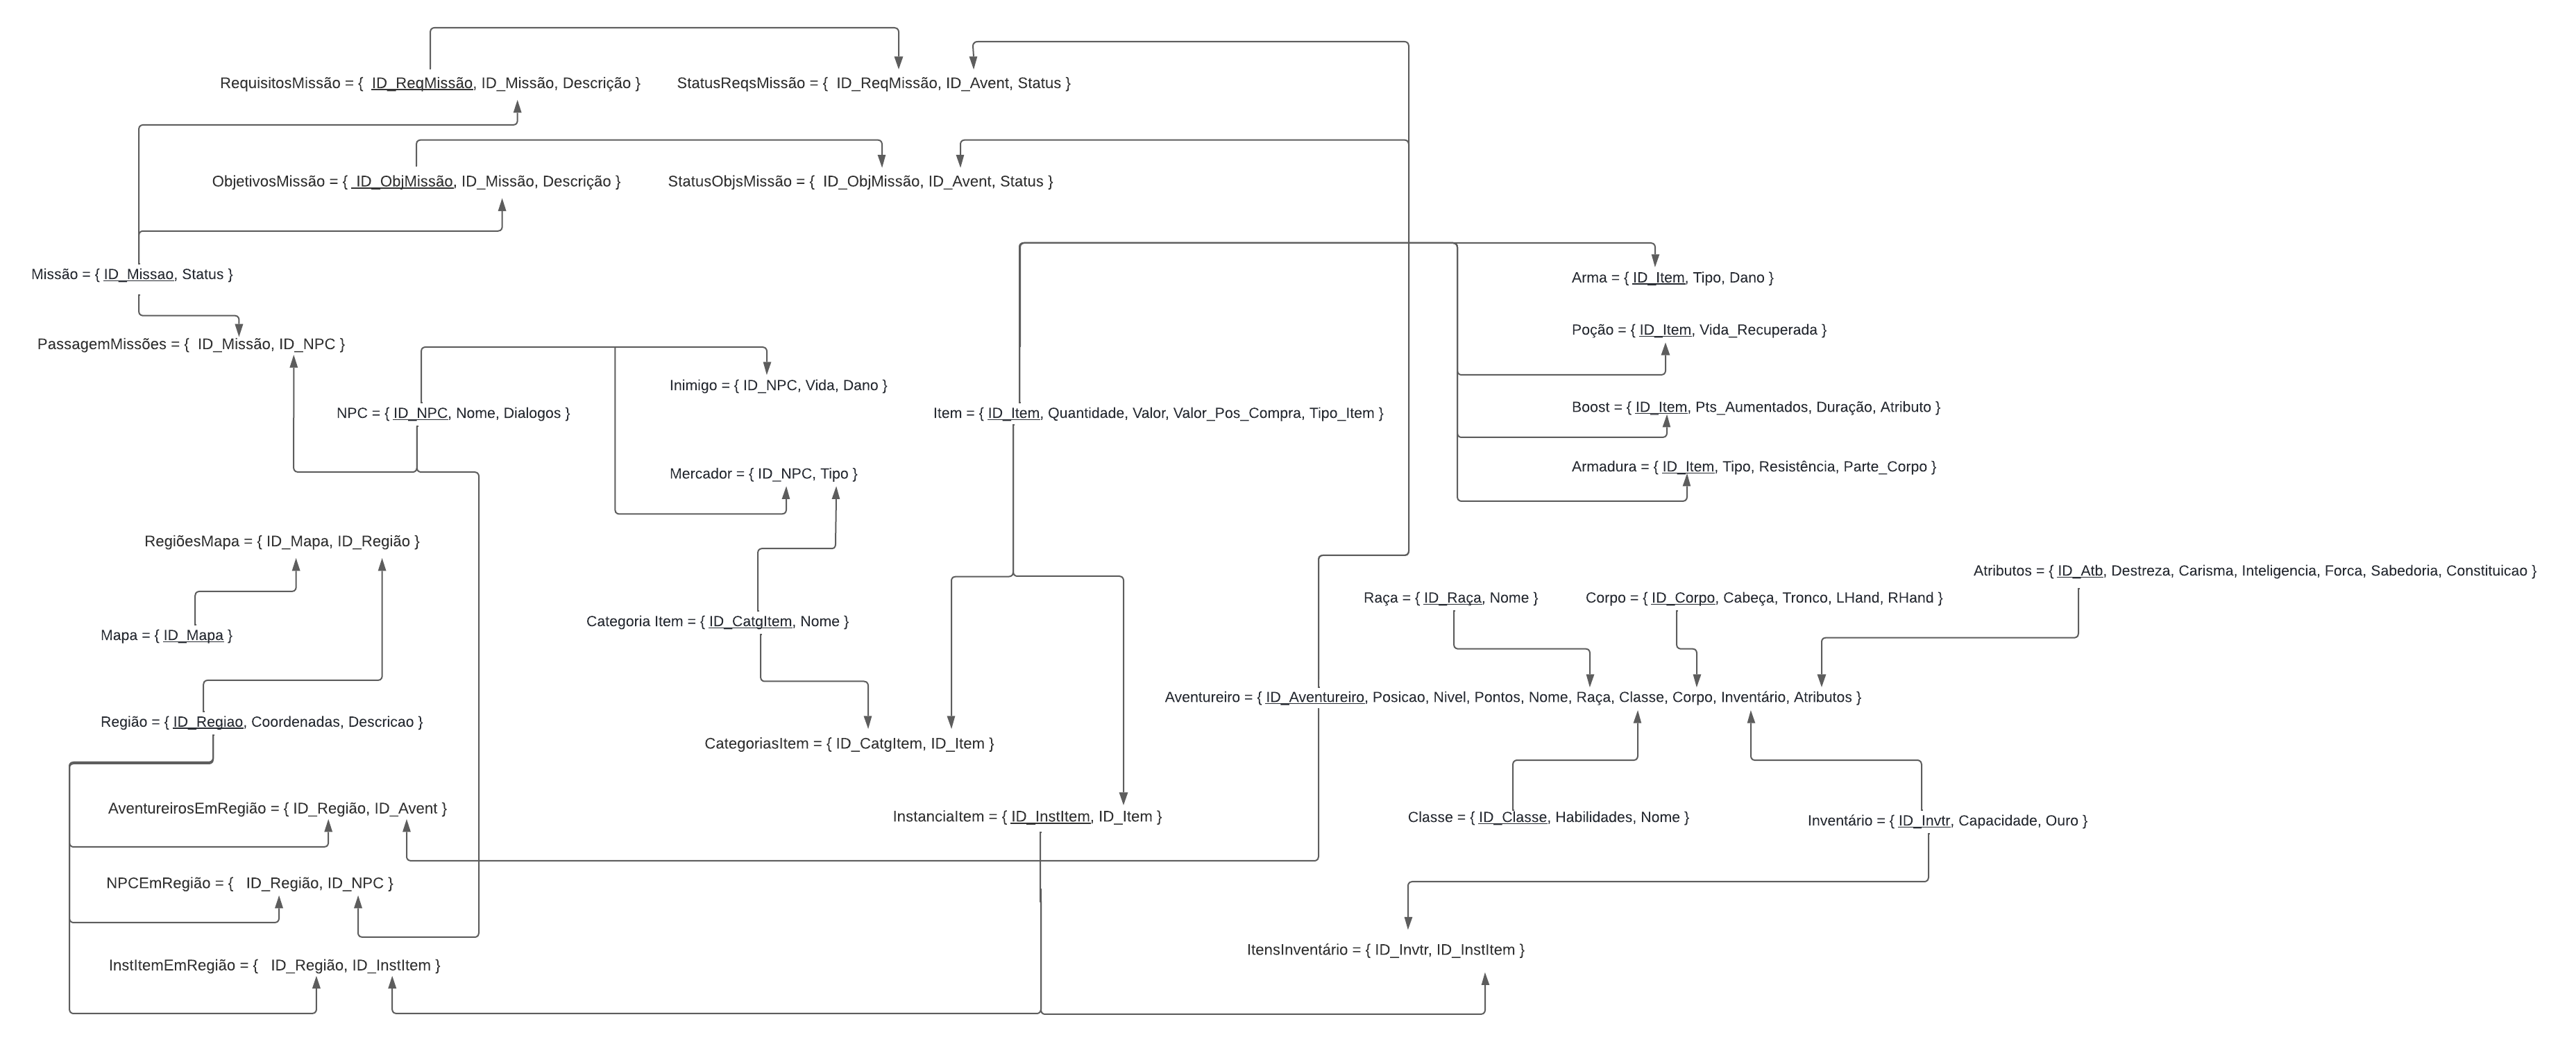 RequisitosMissão = { ID_ReqMissão, ID_Missão, Descrição }
StatusReqsMissão = { ID_ReqMissão, ID_Avent, Status }
ObjetivosMissão = { ID_ObjMissão, ID_Missão, Descrição }
StatusObjsMissão = { ID_ObjMissão, ID_Avent, Status }
Missão = { ID_Missao, Status }
Arma = { ID_Item, Tipo, Dano }
Poção = { ID_Item, Vida_Recuperada }
PassagemMissões = { ID_Missão, ID_NPC }
Inimigo = { ID_NPC, Vida, Dano }
NPC = { ID_NPC, Nome, Dialogos }
Item = { ID_Item, Quantidade, Valor, Valor_Pos_Compra, Tipo_Item }
Boost = { ID_Item, Pts_Aumentados, Duração, Atributo }
Mercador = { ID_NPC, Tipo }
Armadura = { ID_Item, Tipo, Resistência, Parte_Corpo }
RegiõesMapa = { ID_Mapa, ID_Região }
Atributos = { ID_Atb, Destreza, Carisma, Inteligencia, Forca, Sabedoria, Constituicao }
Raça = { ID_Raça, Nome }
Corpo = { ID_Corpo, Cabeça, Tronco, LHand, RHand }
Categoria Item = { ID_CatgItem, Nome }
Mapa = { ID_Mapa }
Aventureiro = { ID_Aventureiro, Posicao, Nivel, Pontos, Nome, Raça, Classe, Corpo, Inventário, Atributos }
Região = { ID_Regiao, Coordenadas, Descricao }
CategoriasItem = { ID_CatgItem, ID_Item }
AventureirosEmRegião = { ID_Região, ID_Avent }
InstanciaItem = { ID_InstItem, ID_Item }
Classe = { ID_Classe, Habilidades, Nome }
Inventário = { ID_Invtr, Capacidade, Ouro }
NPCEmRegião = { ID_Região, ID_NPC }
ItensInventário = { ID_Invtr, ID_InstItem }
InstItemEmRegião = { ID_Região, ID_InstItem }